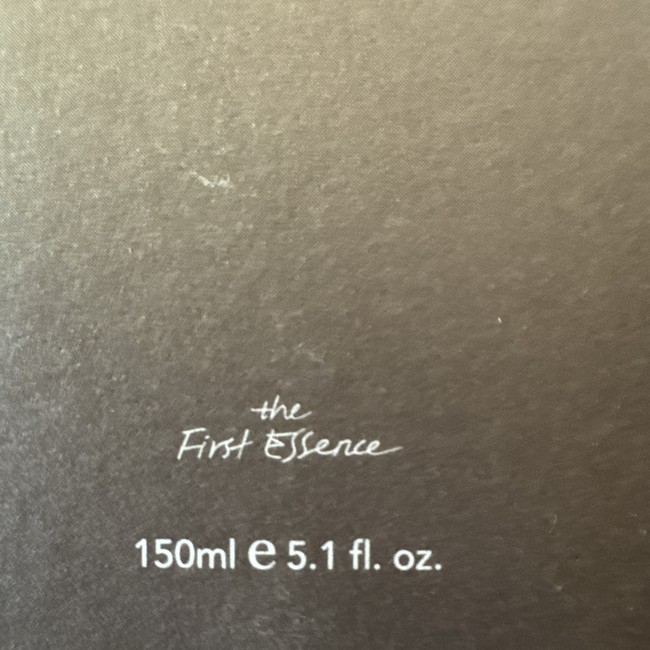 the
First Essence
150ml e 5.1 fl. oz.